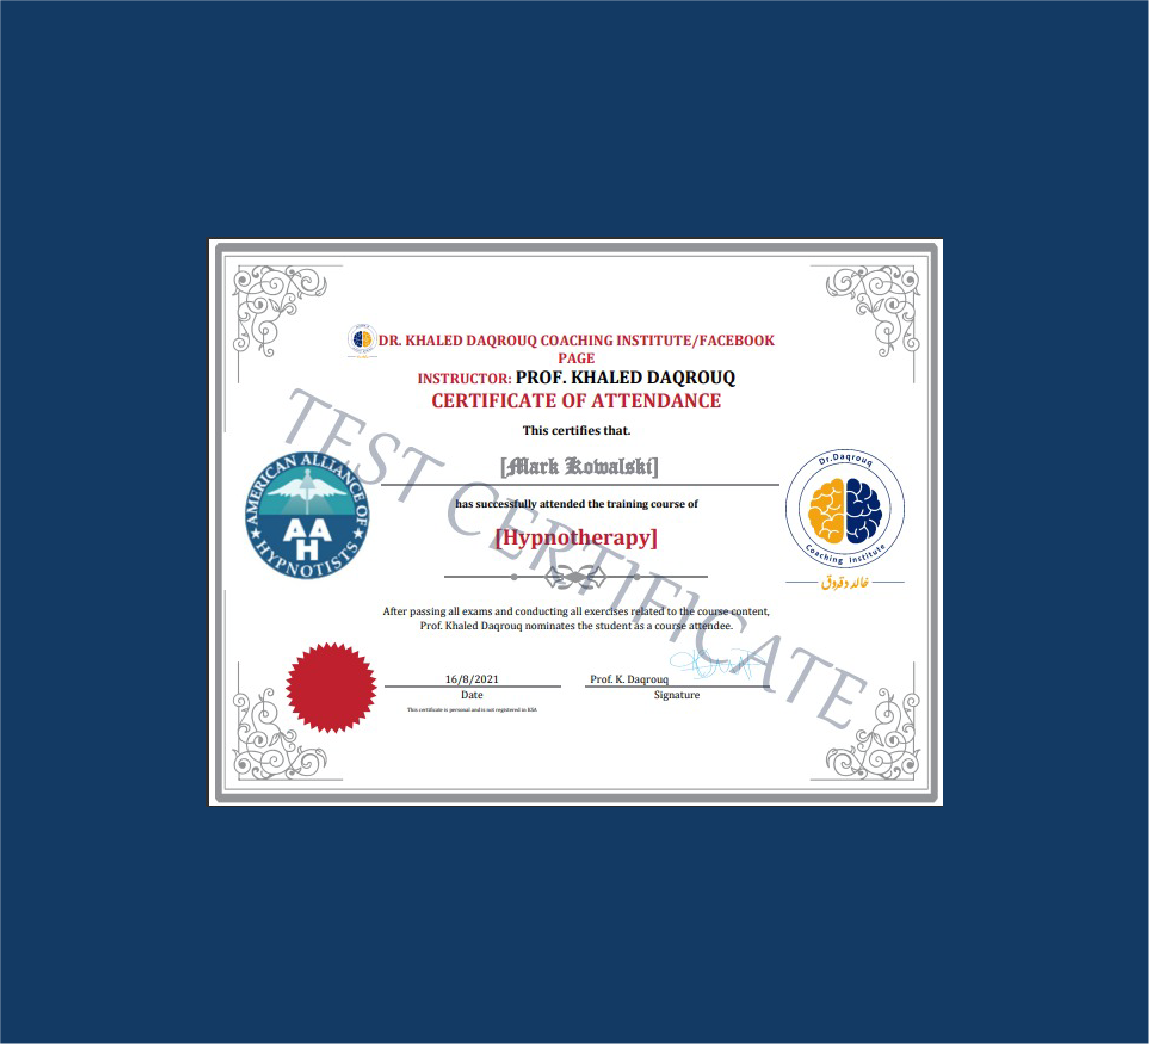 DR. KHALED DAQROUQ COACHING INSTITUTE/FACEBOOK
PAGE
INSTRUCTOR: PROF. KHALED DAQROUQ
CERTIFICATE OF ATTENDANCE
This certifies that.
[Mark Kowalski]
has successfully attended the training course of
[Hypnotherapy]
After passing all exams and conducting all exercises related to the course content,
Prof. Khaled Daqrouq nominates the student as a course attendee.
16/8/2021
Date
Prof. K. Daqrouq
Signature
This certificate is personal and is not registered in KSA
TEST CERTIFICATE
AMERICAN ALLIANCE OF
HYPNOTISTS
AA
H
Dr.Daqrouq
Coaching Institute
خالد دقروق